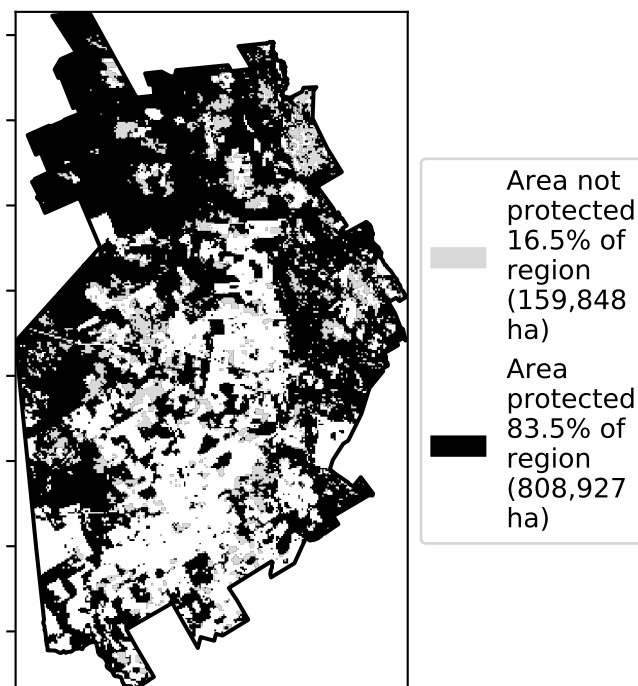 Area not
protected
16.5% of
region
(159,848
ha)
Area
protected
83.5% of
region
(808,927
ha)